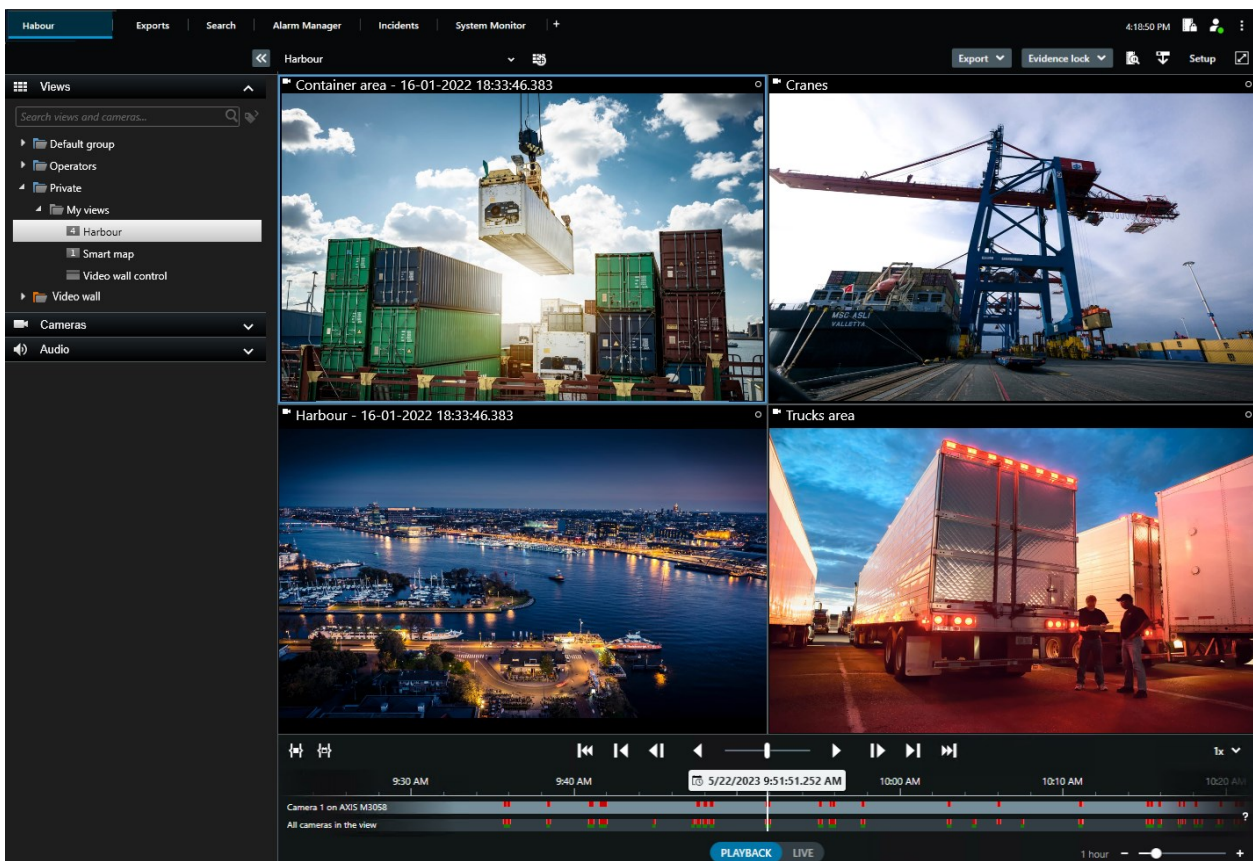 Habour
Exports
Search
Alarm Manager
Incidents
System Monitor
+
4:18:50 PM
Harbour
Export
Evidence lock
Setup
Views
Search views and cameras...
Default group
Operators
Private
My views
4 Harbour
1 Smart map
Video wall control
Video wall
Cameras
Audio
Container area - 16-01-2022 18:33:46.383
Cranes
MSC ASLI
VALLETTA
Harbour - 16-01-2022 18:33:46.383
Trucks area
1x
9:30 AM
9:40 AM
5/22/2023 9:51:51.252 AM
10:00 AM
10:10 AM
10:20 AM
Camera 1 on AXIS M3058
All cameras in the view
?
PLAYBACK
LIVE
1 hour - +